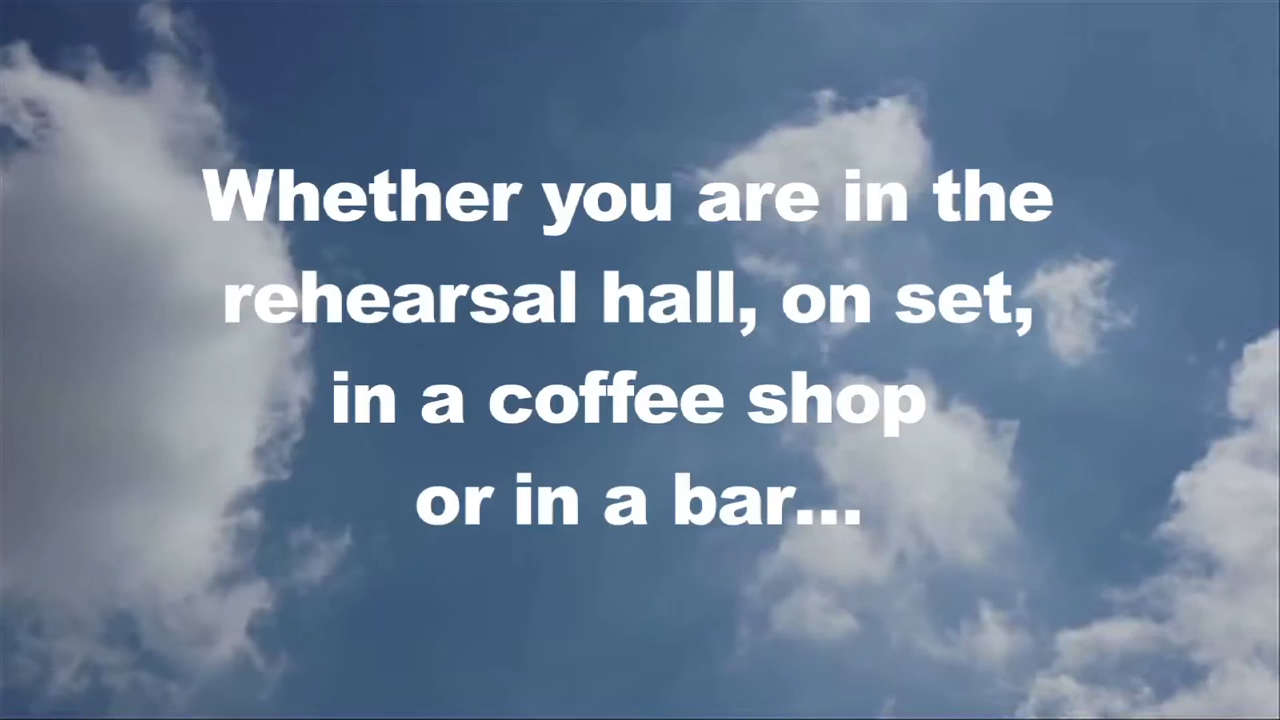 Whether you are in the
rehearsal hall, on set,
in a coffee shop
or in a bar...